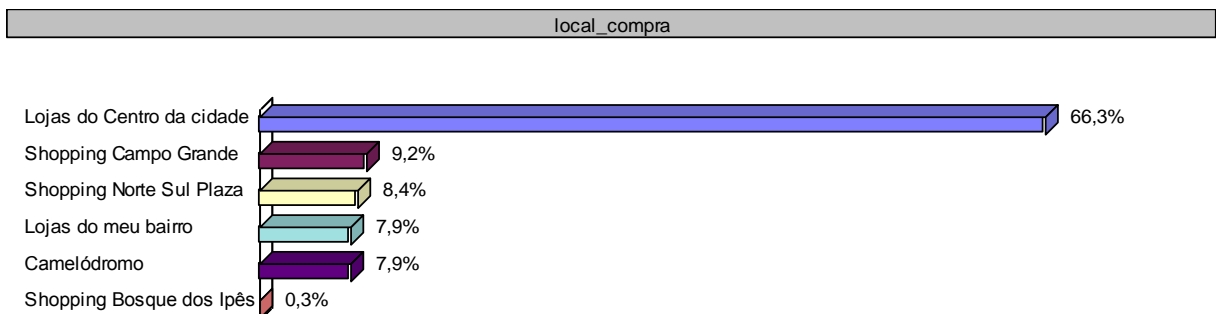 local_compra
Lojas do Centro da cidade 66,3%
Shopping Campo Grande 9,2%
Shopping Norte Sul Plaza 8,4%
Lojas do meu bairro 7,9%
Camelódromo 7,9%
Shopping Bosque dos Ipês 0,3%